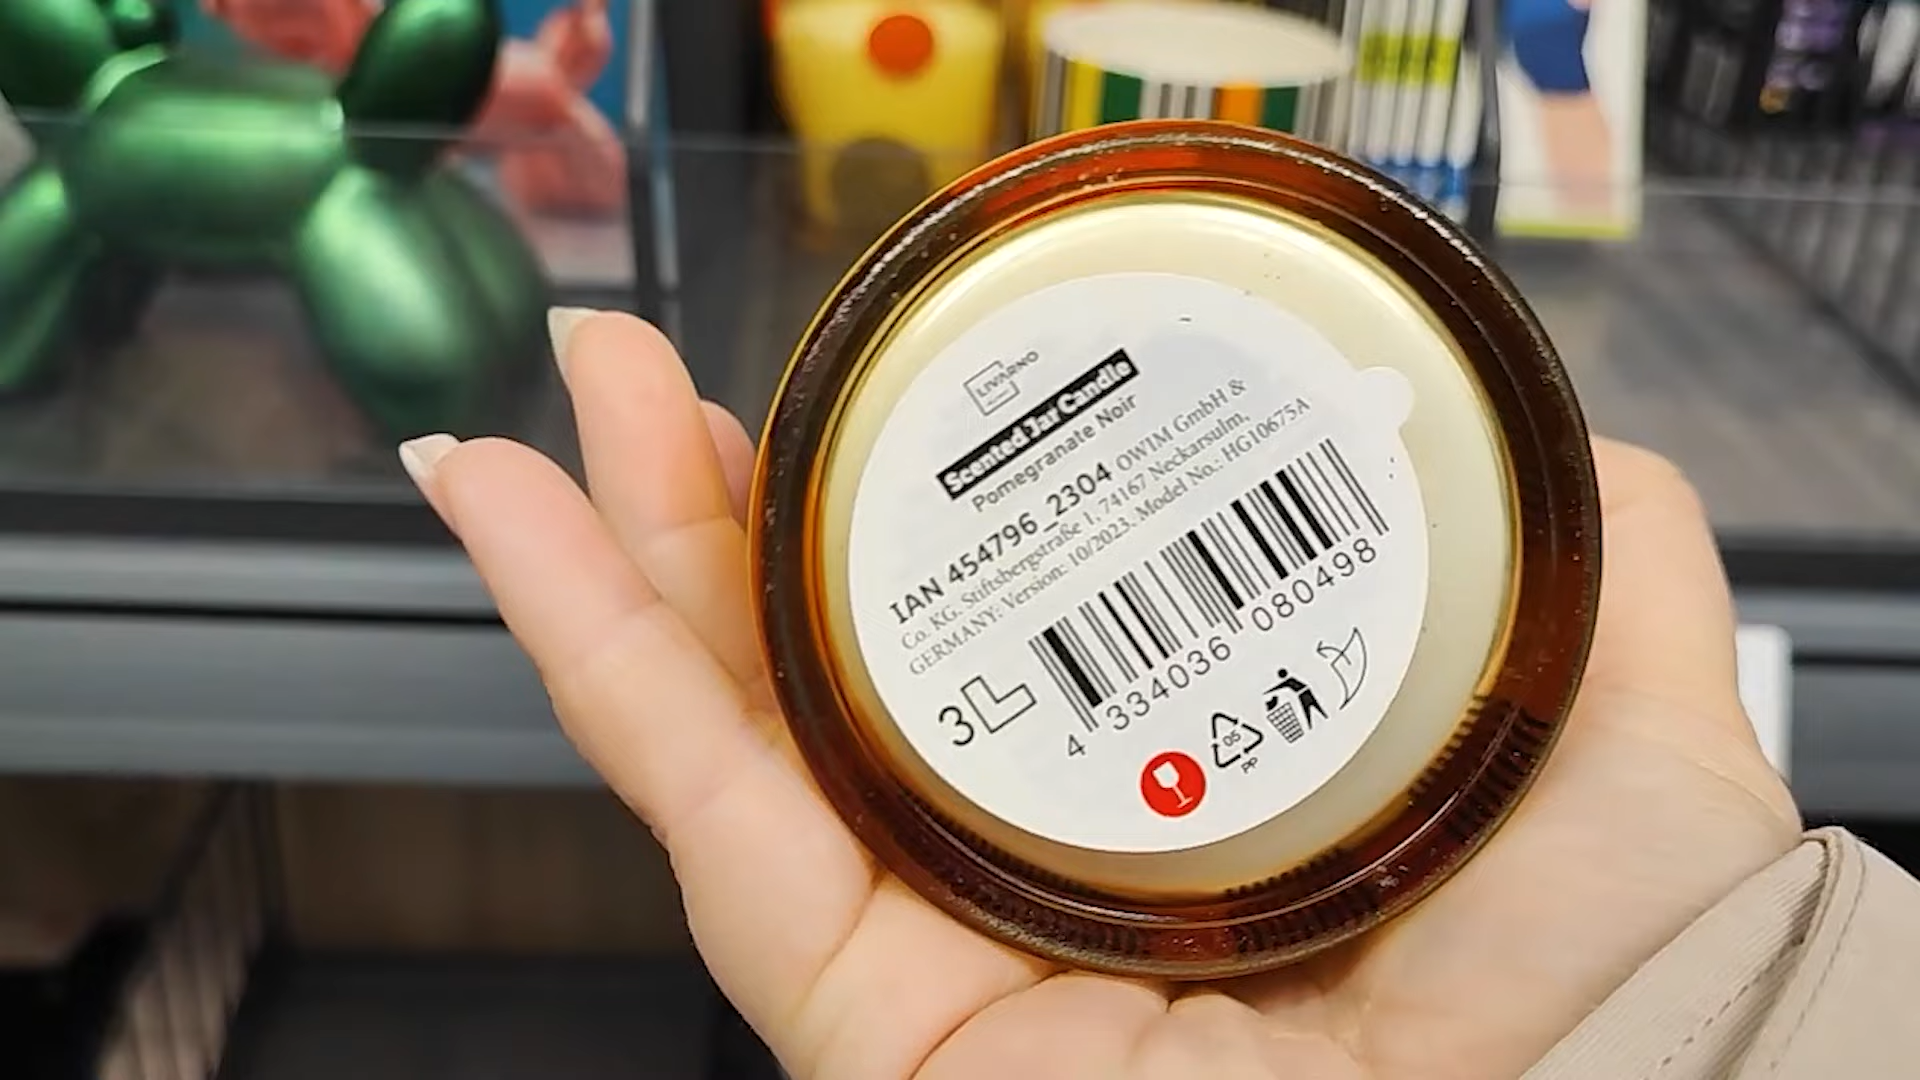 LIVARNO
Scented Jar Candle
Pomegranate Noir
IAN 454796_2304 OWIM GmbH &
Co. KG, Stiftsbergstraße 1, 74167 Neckarsulm,
GERMANY; Version: 10/2023, Model No.: HG10675A
3L
4 334036 080498
05
PP